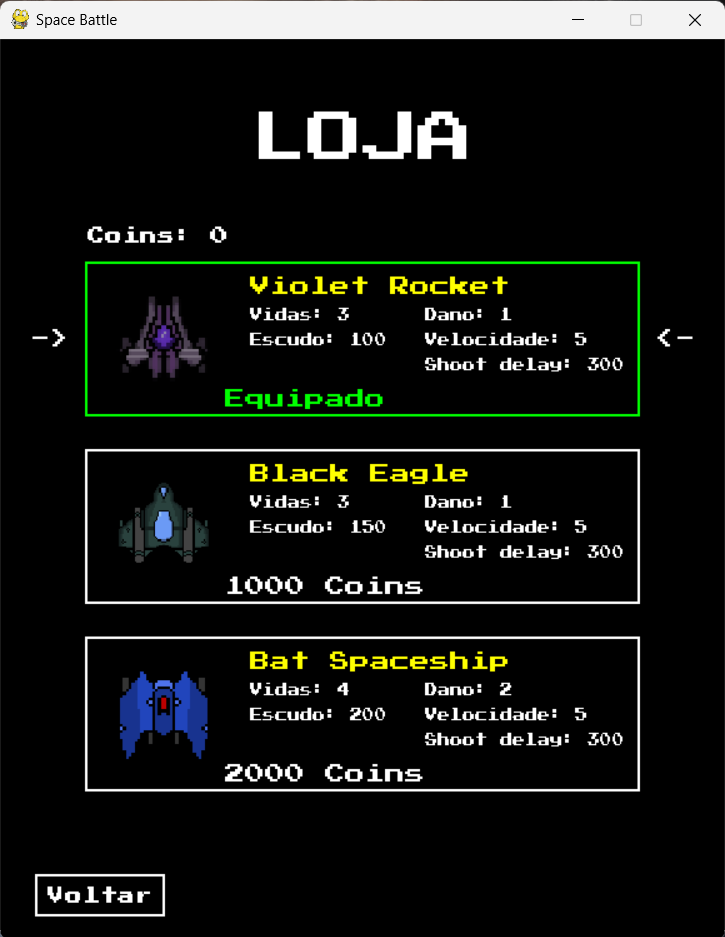 Space Battle
LOJA
Coins: 0
Violet Rocket
Vidas: 3 Dano: 1
-> Escudo: 100 Velocidade: 5 <-
Shoot delay: 300
Equipado
Black Eagle
Vidas: 3 Dano: 1
Escudo: 150 Velocidade: 5
Shoot delay: 300
1000 Coins
Bat Spaceship
Vidas: 4 Dano: 2
Escudo: 200 Velocidade: 5
Shoot delay: 300
2000 Coins
Voltar